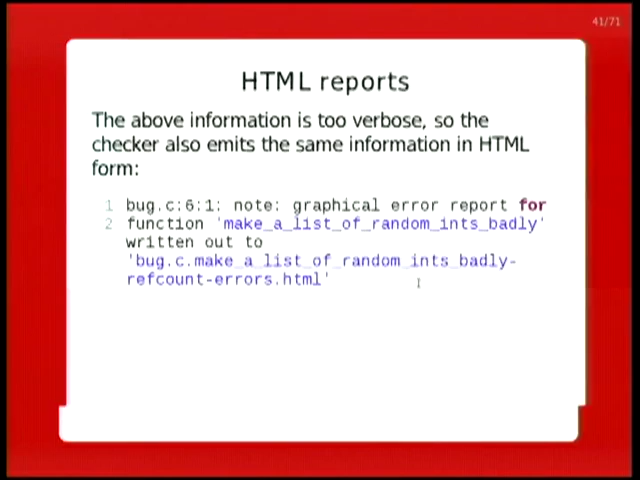 41/71
HTML reports
The above information is too verbose, so the
checker also emits the same information in HTML
form:
1 bug.c:6:1: note: graphical error report for
2 function 'make_a_list_of_random_ints_badly'
written out to
'bug.c.make_a_list_of_random_ints_badly-
refcount-errors.html'